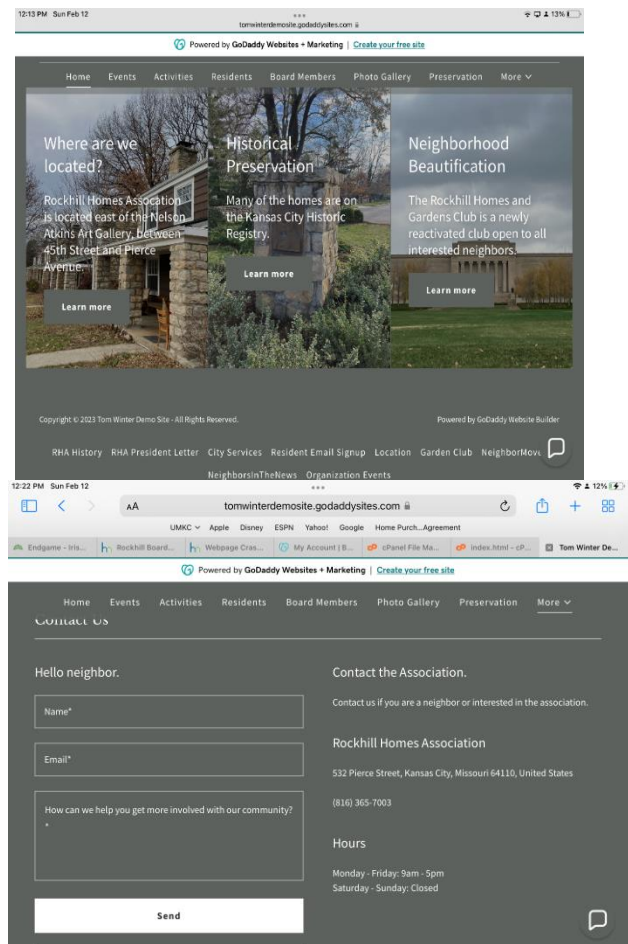 12:13 PM Sun Feb 12
13%
tomwinterdemosite.godaddysites.com
Powered by GoDaddy Websites + Marketing | Create your free site
Home Events Activities Residents Board Members Photo Gallery Preservation More
Where are we
located?
Rockhill Homes Assocation
is located east of the Nelson
Atkins Art Gallery, between
45th Street and Pierce
Avenue.
Learn more
Historical
Preservation
Many of the homes are on
the Kansas City Historic
Registry.
Learn more
Neighborhood
Beautification
The Rockhill Homes and
Gardens Club is a newly
reactivated club open to all
interested neighbors.
Learn more
Copyright © 2023 Tom Winter Demo Site - All Rights Reserved.
Powered by GoDaddy Website Builder
RHA History RHA President Letter City Services Resident Email Signup Location Garden Club NeighborMove
NeighborsInTheNews Organization Events
12:22 PM Sun Feb 12
12%
AA tomwinterdemosite.godaddysites.com
UMKC Apple Disney ESPN Yahoo! Google Home Purch...Agreement
Endgame - Iris... Rockhill Board... Webpage Cras... My Account | B... cPanel File Ma... index.html - cP... Tom Winter De...
Powered by GoDaddy Websites + Marketing | Create your free site
Home Events Activities Residents Board Members Photo Gallery Preservation More
Contact Us
Hello neighbor.
Name*
Email*
How can we help you get more involved with our community?
*
Send
Contact the Association.
Contact us if you are a neighbor or interested in the association.
Rockhill Homes Association
532 Pierce Street, Kansas City, Missouri 64110, United States
(816) 365-7003
Hours
Monday - Friday: 9am - 5pm
Saturday - Sunday: Closed